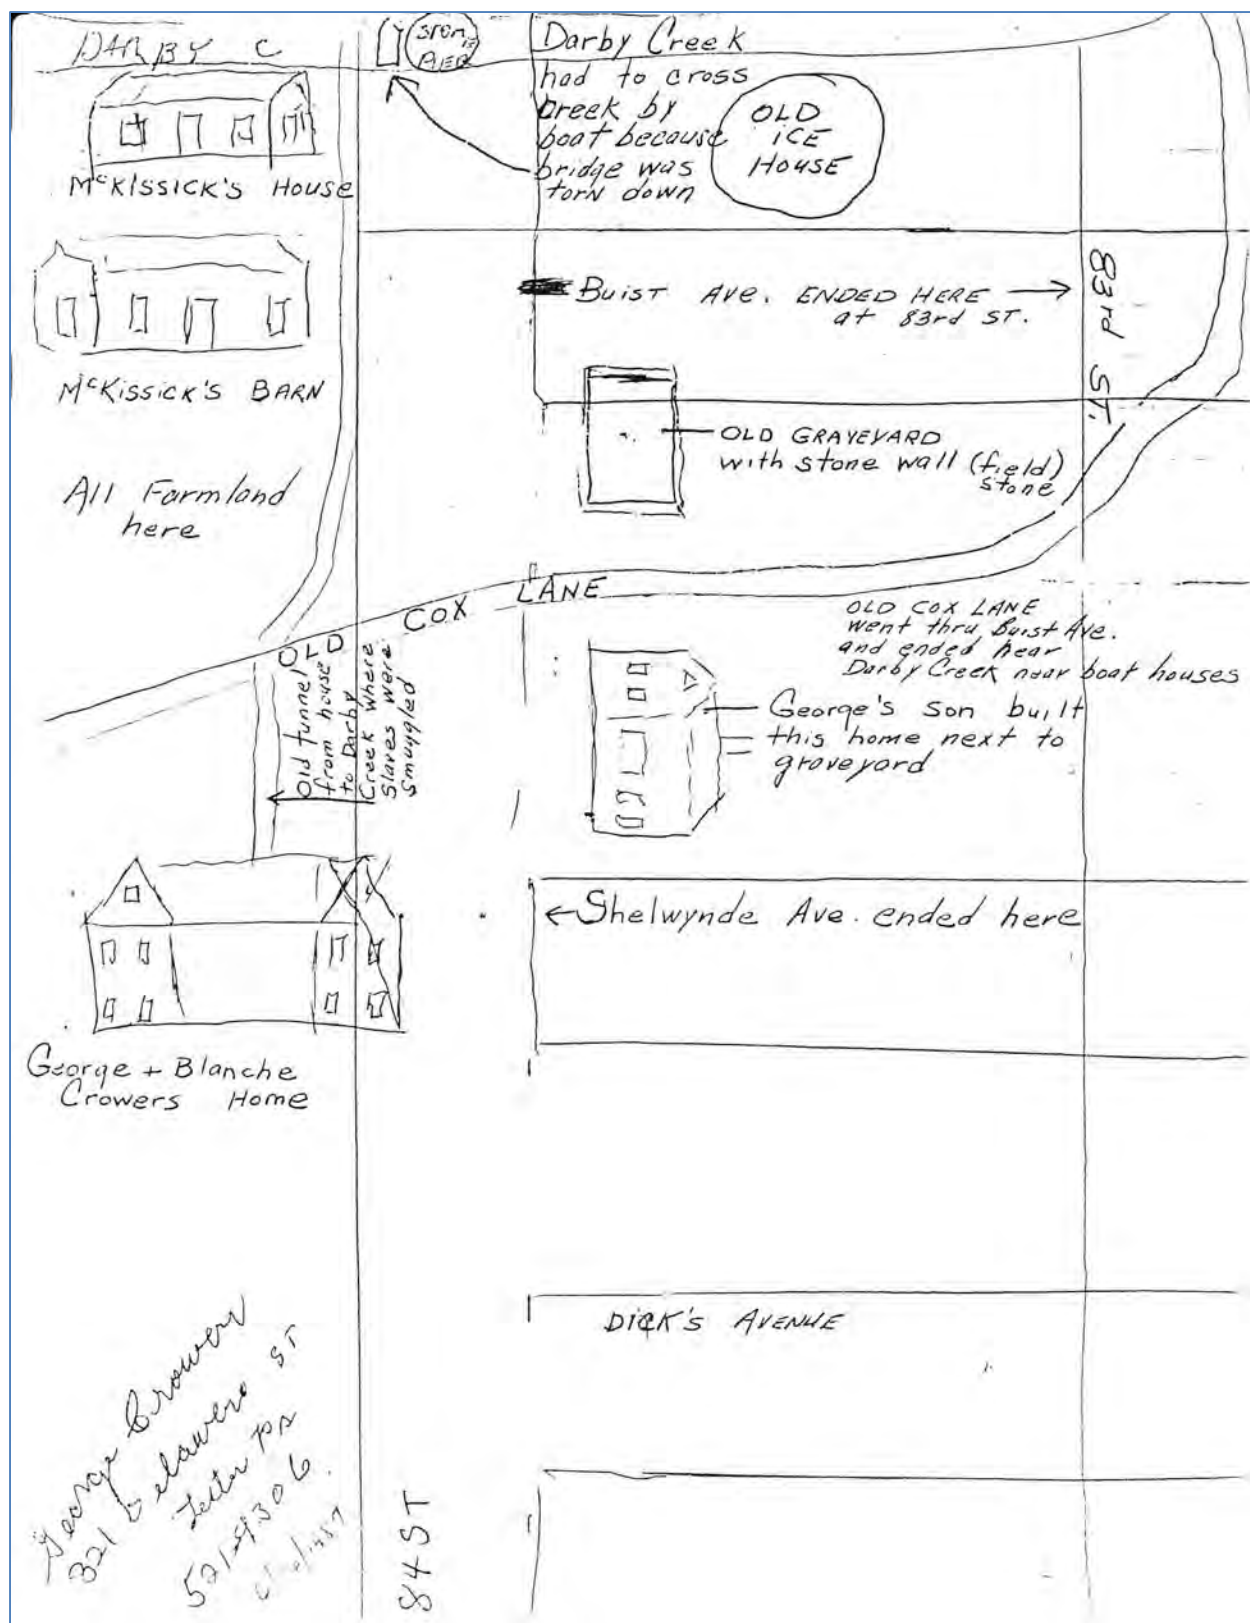 DARBY C
STONE PIER
Darby Creek
had to cross
creek by
boat because
bridge was
torn down
OLD
ICE
HOUSE
McKISSICK'S HOUSE
BUIST AVE. ENDED HERE
at 83rd ST.
83rd ST.
McKISSICK'S BARN
OLD GRAVEYARD
with stone wall (field)
stone
All Farmland
here
OLD COX LANE
OLD COX LANE
went thru Buist Ave.
and ended near
Darby Creek near boat houses
Old tunnel
from house
to Darby
Creek where
Slaves were
Smuggled
George's son built
this home next to
graveyard
Shelwynde Ave. ended here
George + Blanche
Crowers Home
DICK'S AVENUE
George Crowers
321 Delaware ST
Lester PA
521-4306
84 ST